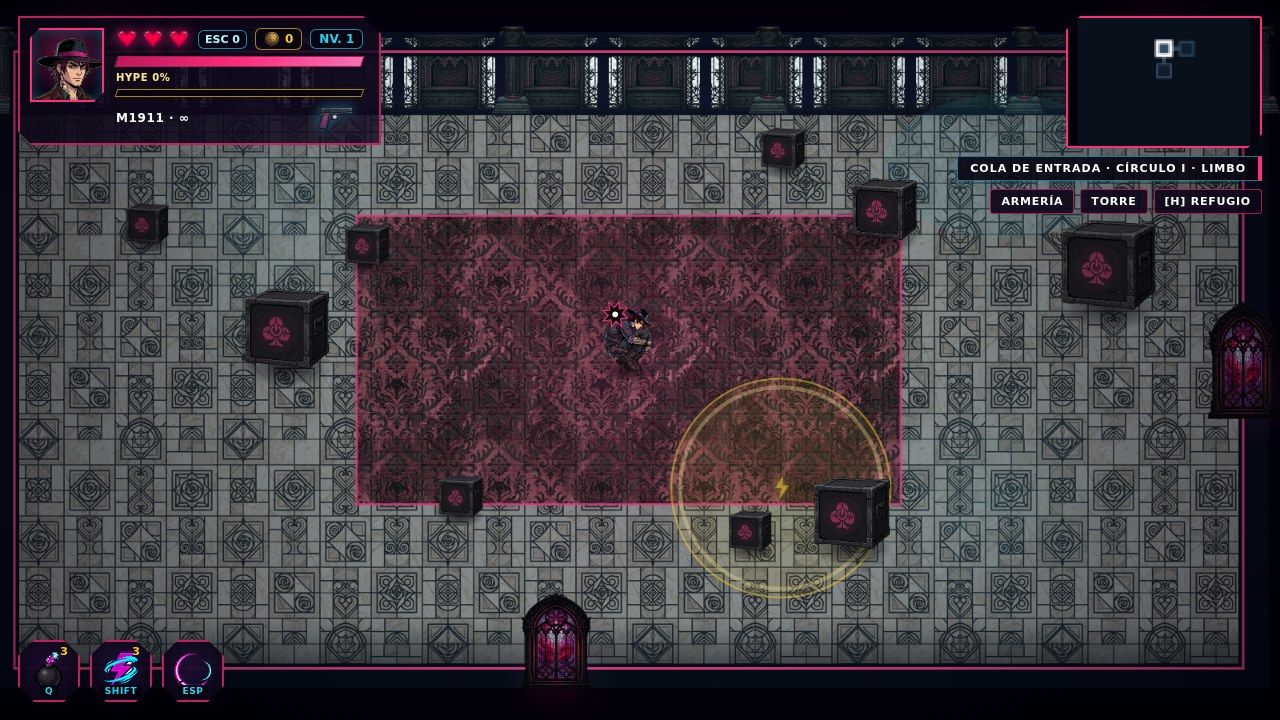 ESC 0
0
NV. 1
HYPE 0%
M1911 · ∞
COLA DE ENTRADA · CÍRCULO I · LIMBO
ARMERÍA
TORRE
[H] REFUGIO
3
Q
3
SHIFT
ESP